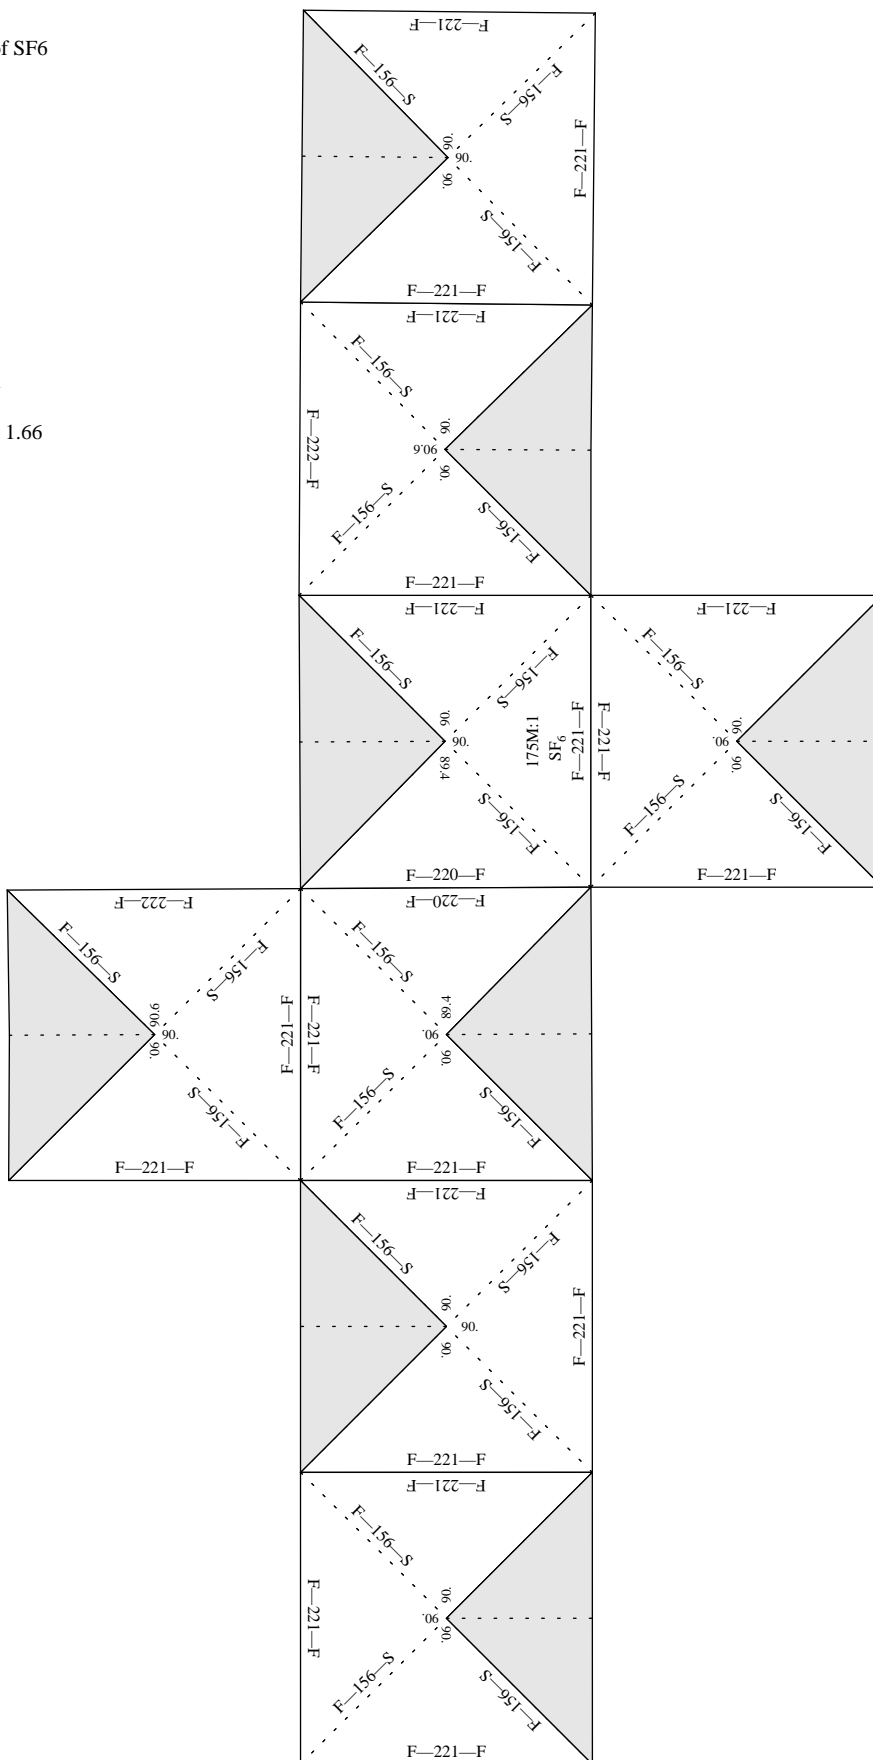 f SF6
1.66
F—221—F
F—156—S
F—156—S
90.
90.
90.
F—221—F
F—156—S
F—221—F
F—221—F
F—156—S
F—222—F
90.
90.6
90.
F—156—S
F—156—S
F—221—F
F—221—F
F—156—S
F—156—S
90.
90.
89.4
175M:1
SF6
F—221—F
F—156—S
F—220—F
F—221—F
F—156—S
F—221—F
90.
90.
90.
F—156—S
F—156—S
F—221—F
F—222—F
F—156—S
F—156—S
90.6
90.
90.
F—221—F
F—156—S
F—221—F
F—220—F
F—156—S
F—221—F
89.4
90.
90.
F—156—S
F—156—S
F—221—F
F—221—F
F—156—S
F—156—S
90.
90.
90.
F—221—F
F—156—S
F—221—F
F—221—F
F—156—S
F—221—F
90.
90.
90.
F—156—S
F—156—S
F—221—F